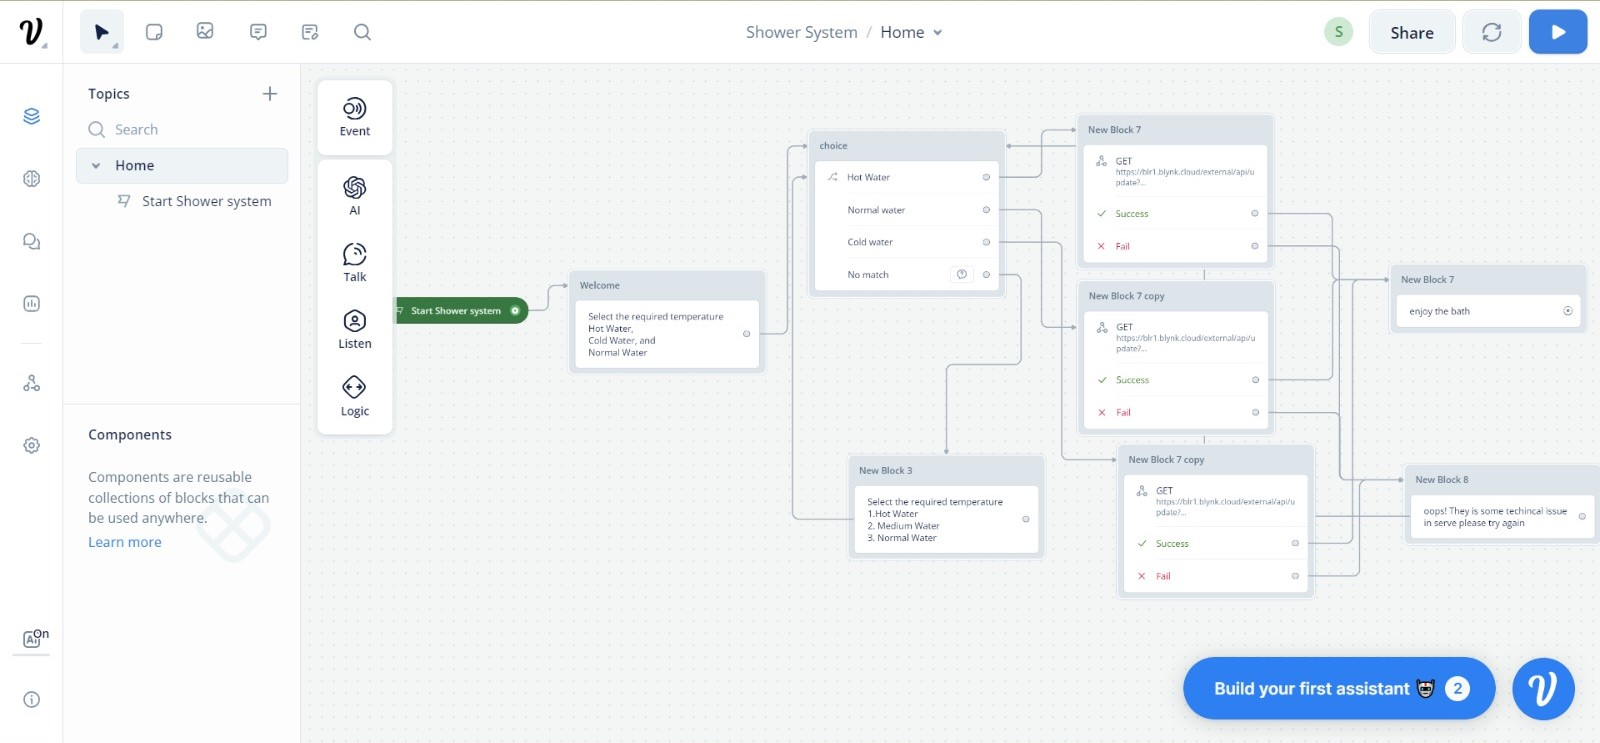 Shower System / Home
S
Share
Topics
Search
Home
Start Shower system
Components
Components are reusable
collections of blocks that can
be used anywhere.
Learn more
On
Ai
Event
AI
Talk
Listen
Logic
Start Shower system
Welcome
Select the required temperature
Hot Water,
Cold Water, and
Normal Water
choice
Hot Water
Normal water
Cold water
No match
New Block 3
Select the required temperature
1.Hot Water
2. Medium Water
3. Normal Water
New Block 7
GET
https://blr1.blynk.cloud/external/api/u
pdate?...
Success
Fail
New Block 7 copy
GET
https://blr1.blynk.cloud/external/api/u
pdate?...
Success
Fail
New Block 7 copy
GET
https://blr1.blynk.cloud/external/api/u
pdate?...
Success
Fail
New Block 7
enjoy the bath
New Block 8
oops! They is some techincal issue
in serve please try again
Build your first assistant 2